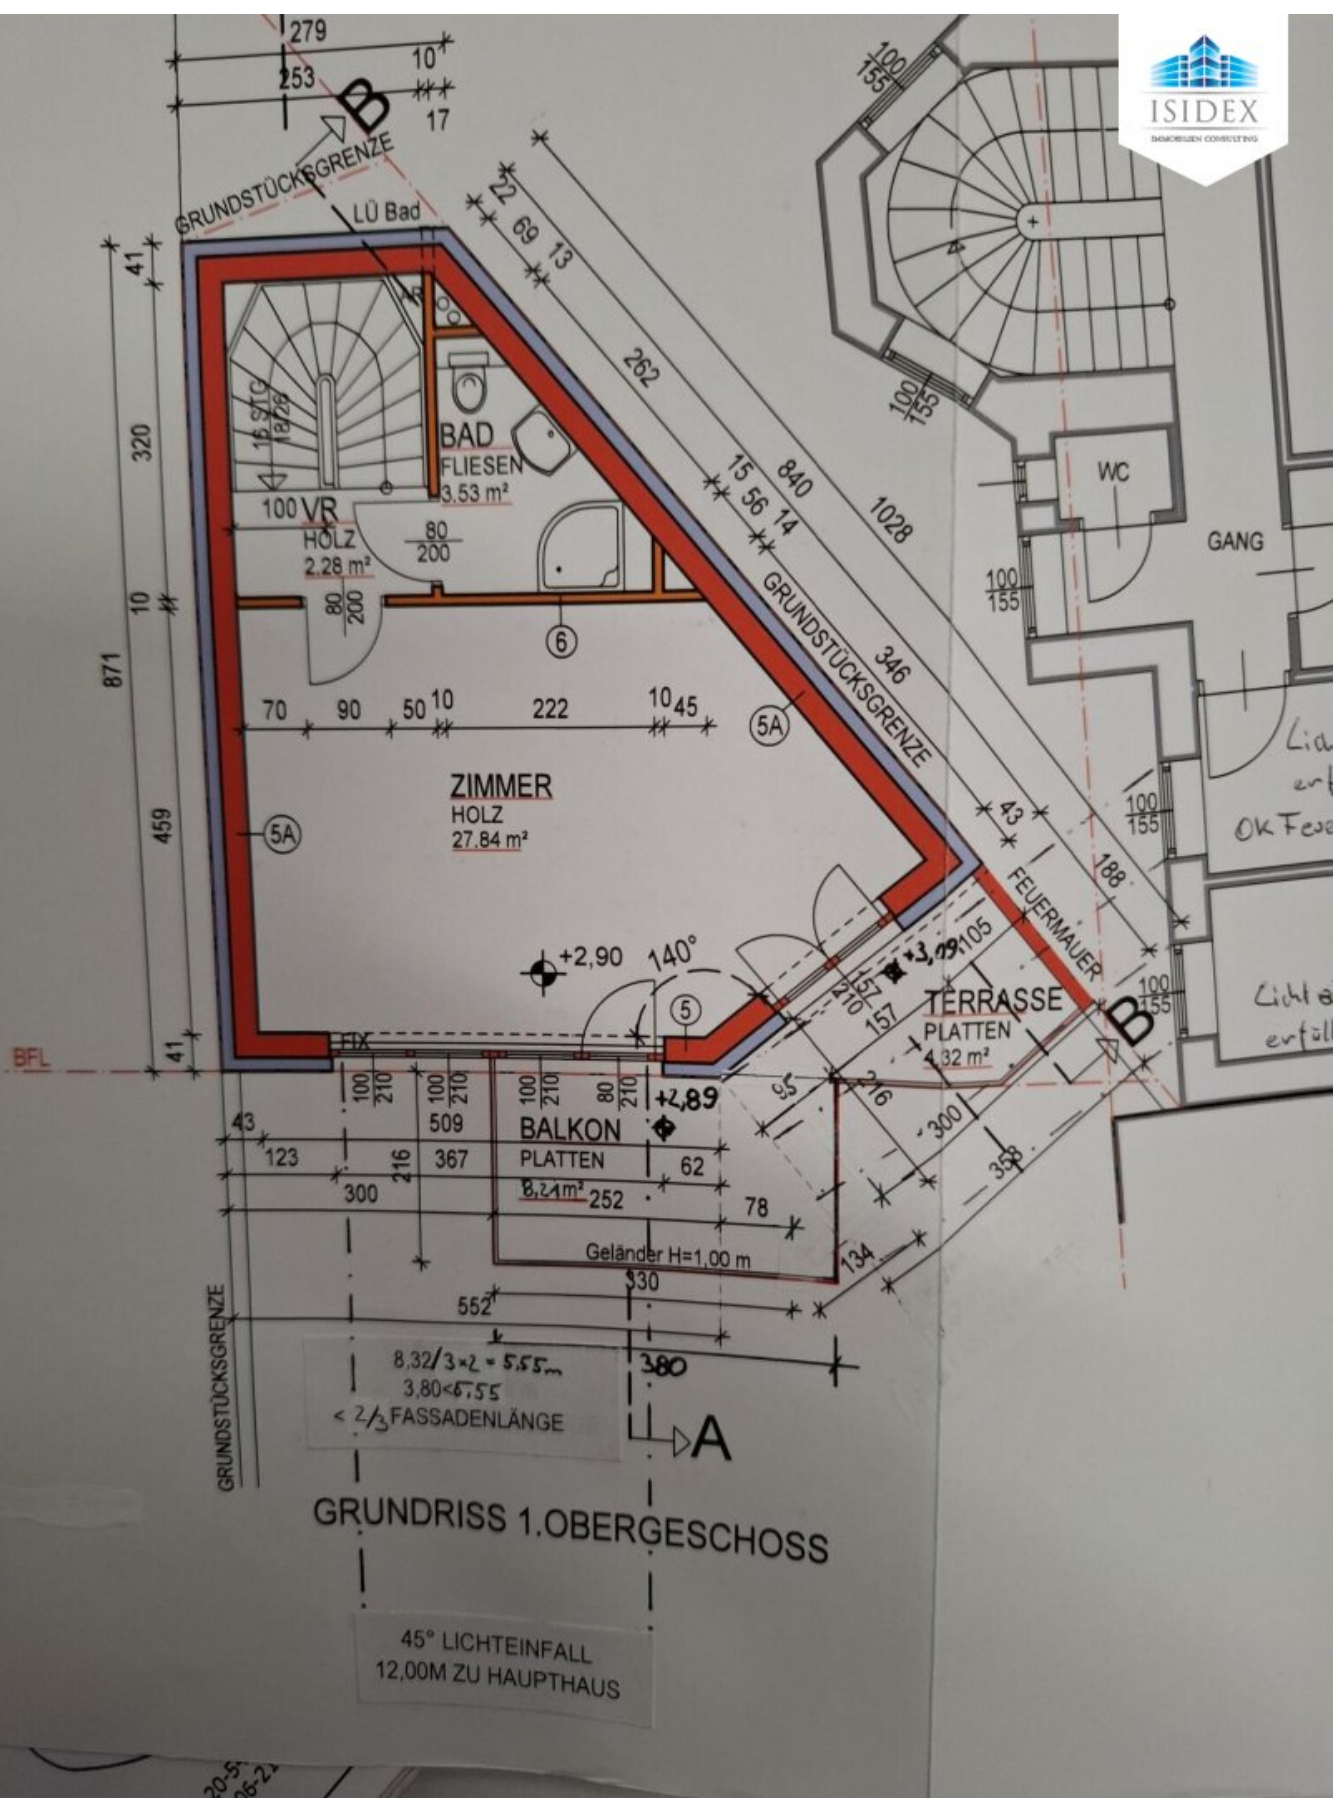 279
10
253
17
B
GRUNDSTÜCKSGRENZE
LÜ Bad
ISIDEX
IMMOBILIEN CONSULTING
100
155
22
69
13
41
262
840
1028
15
56
14
320
16 STG
18/26
BAD
FLIESEN
3.53 m²
100
155
WC
GANG
100
VR
HOLZ
2.28 m²
80
200
80
200
10
100
155
6
GRUNDSTÜCKSGRENZE
346
871
70
90
50
10
222
10
45
5A
ZIMMER
HOLZ
27.84 m²
459
5A
43
188
100
155
OK
FEUERMAUER
+2,90
140°
+3,09
105
157
210
157
TERRASSE
PLATTEN
4.32 m²
100
155
B
5
FIX
41
BFL
100
210
100
210
100
210
80
210
+2,89
95
216
300
358
43
509
BALKON
PLATTEN
8,21m²
123
216
367
62
300
252
78
Geländer H=1,00 m
134
330
552
380
GRUNDSTÜCKSGRENZE
8,32/3×2 = 5,55m
3,80<5,55
< 2/3 FASSADENLÄNGE
A
GRUNDRISS 1.OBERGESCHOSS
45° LICHTEINFALL
12,00M ZU HAUPTHAUS